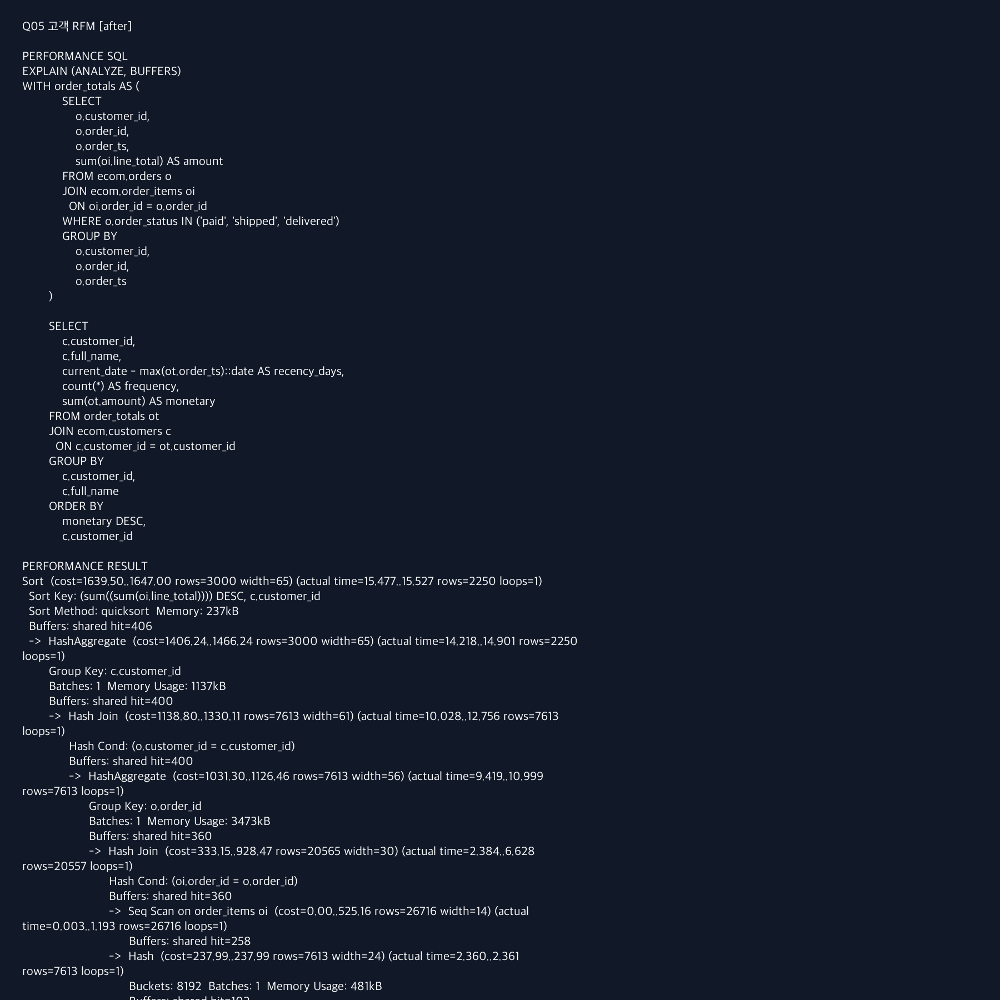 Q05 고객 RFM [after]

PERFORMANCE SQL
EXPLAIN (ANALYZE, BUFFERS)
WITH order_totals AS (
            SELECT
                o.customer_id,
                o.order_id,
                o.order_ts,
                sum(oi.line_total) AS amount
            FROM ecom.orders o
            JOIN ecom.order_items oi
              ON oi.order_id = o.order_id
            WHERE o.order_status IN ('paid', 'shipped', 'delivered')
            GROUP BY
                o.customer_id,
                o.order_id,
                o.order_ts
        )

        SELECT
            c.customer_id,
            c.full_name,
            current_date - max(ot.order_ts)::date AS recency_days,
            count(*) AS frequency,
            sum(ot.amount) AS monetary
        FROM order_totals ot
        JOIN ecom.customers c
          ON c.customer_id = ot.customer_id
        GROUP BY
            c.customer_id,
            c.full_name
        ORDER BY
            monetary DESC,
            c.customer_id

PERFORMANCE RESULT
Sort  (cost=1639.50..1647.00 rows=3000 width=65) (actual time=15.477..15.527 rows=2250 loops=1)
  Sort Key: (sum((sum(oi.line_total)))) DESC, c.customer_id
  Sort Method: quicksort  Memory: 237kB
  Buffers: shared hit=406
  ->  HashAggregate  (cost=1406.24..1466.24 rows=3000 width=65) (actual time=14.218..14.901 rows=2250
loops=1)
        Group Key: c.customer_id
        Batches: 1  Memory Usage: 1137kB
        Buffers: shared hit=400
        ->  Hash Join  (cost=1138.80..1330.11 rows=7613 width=61) (actual time=10.028..12.756 rows=7613
loops=1)
              Hash Cond: (o.customer_id = c.customer_id)
              Buffers: shared hit=400
              ->  HashAggregate  (cost=1031.30..1126.46 rows=7613 width=56) (actual time=9.419..10.999
rows=7613 loops=1)
                    Group Key: o.order_id
                    Batches: 1  Memory Usage: 3473kB
                    Buffers: shared hit=360
                    ->  Hash Join  (cost=333.15..928.47 rows=20565 width=30) (actual time=2.384..6.628
rows=20557 loops=1)
                          Hash Cond: (oi.order_id = o.order_id)
                          Buffers: shared hit=360
                          ->  Seq Scan on order_items oi  (cost=0.00..525.16 rows=26716 width=14) (actual
time=0.003..1.193 rows=26716 loops=1)
                                Buffers: shared hit=258
                          ->  Hash  (cost=237.99..237.99 rows=7613 width=24) (actual time=2.360..2.361
rows=7613 loops=1)
                                Buckets: 8192  Batches: 1  Memory Usage: 481kB
                                Buffers: shared